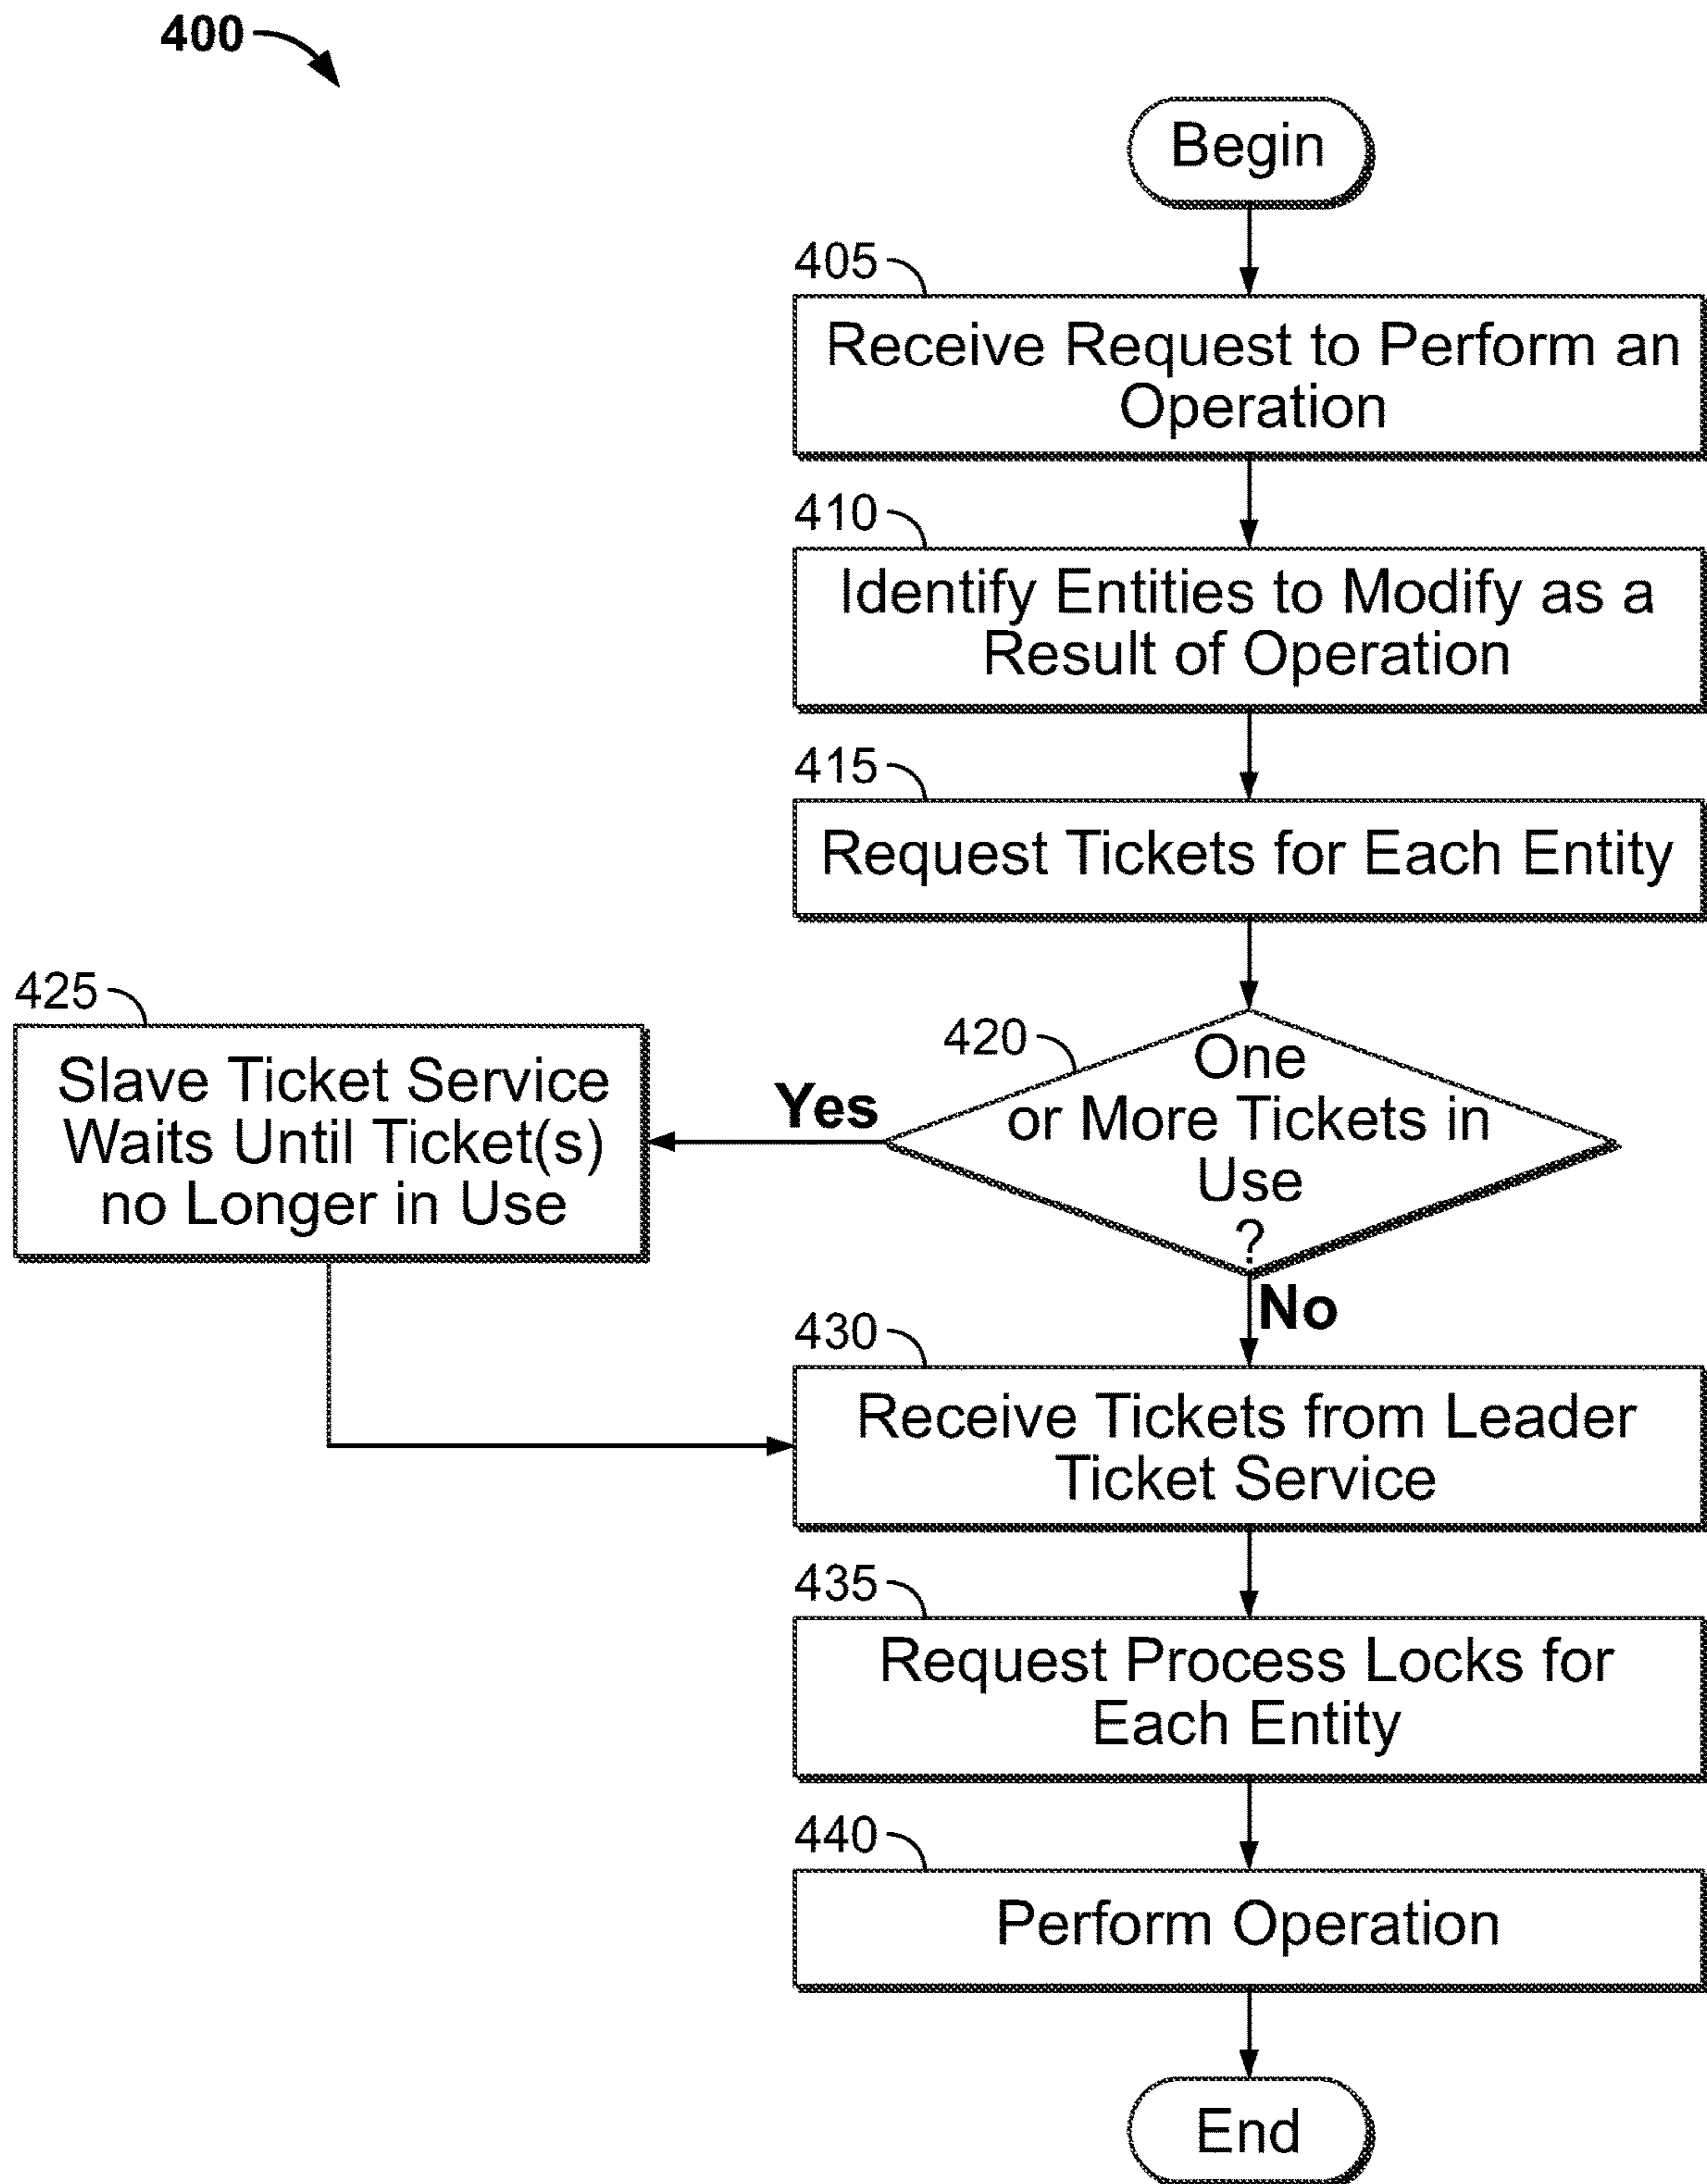 400
Begin
405
Receive Request to Perform an
Operation
410
Identify Entities to Modify as a
Result of Operation
415
Request Tickets for Each Entity
420
One
or More Tickets in
Use
?
Yes
425
Slave Ticket Service
Waits Until Ticket(s)
no Longer in Use
No
430
Receive Tickets from Leader
Ticket Service
435
Request Process Locks for
Each Entity
440
Perform Operation
End